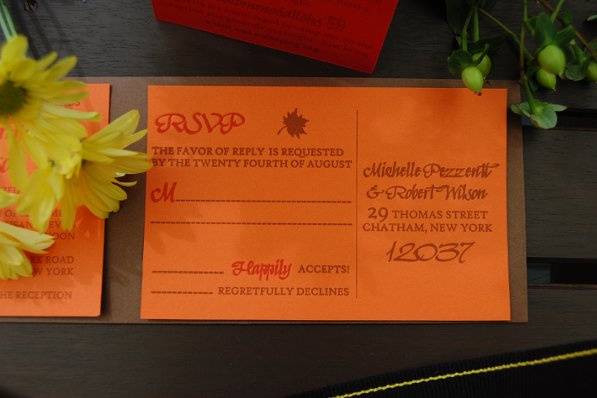 RSVP
THE FAVOR OF REPLY IS REQUESTED
BY THE TWENTY FOURTH OF AUGUST
M
Happily ACCEPTS!
REGRETFULLY DECLINES
Michelle Pezzenti
& Robert Wilson
29 THOMAS STREET
CHATHAM, NEW YORK
12037
ROAD
YORK
THE RECEPTION